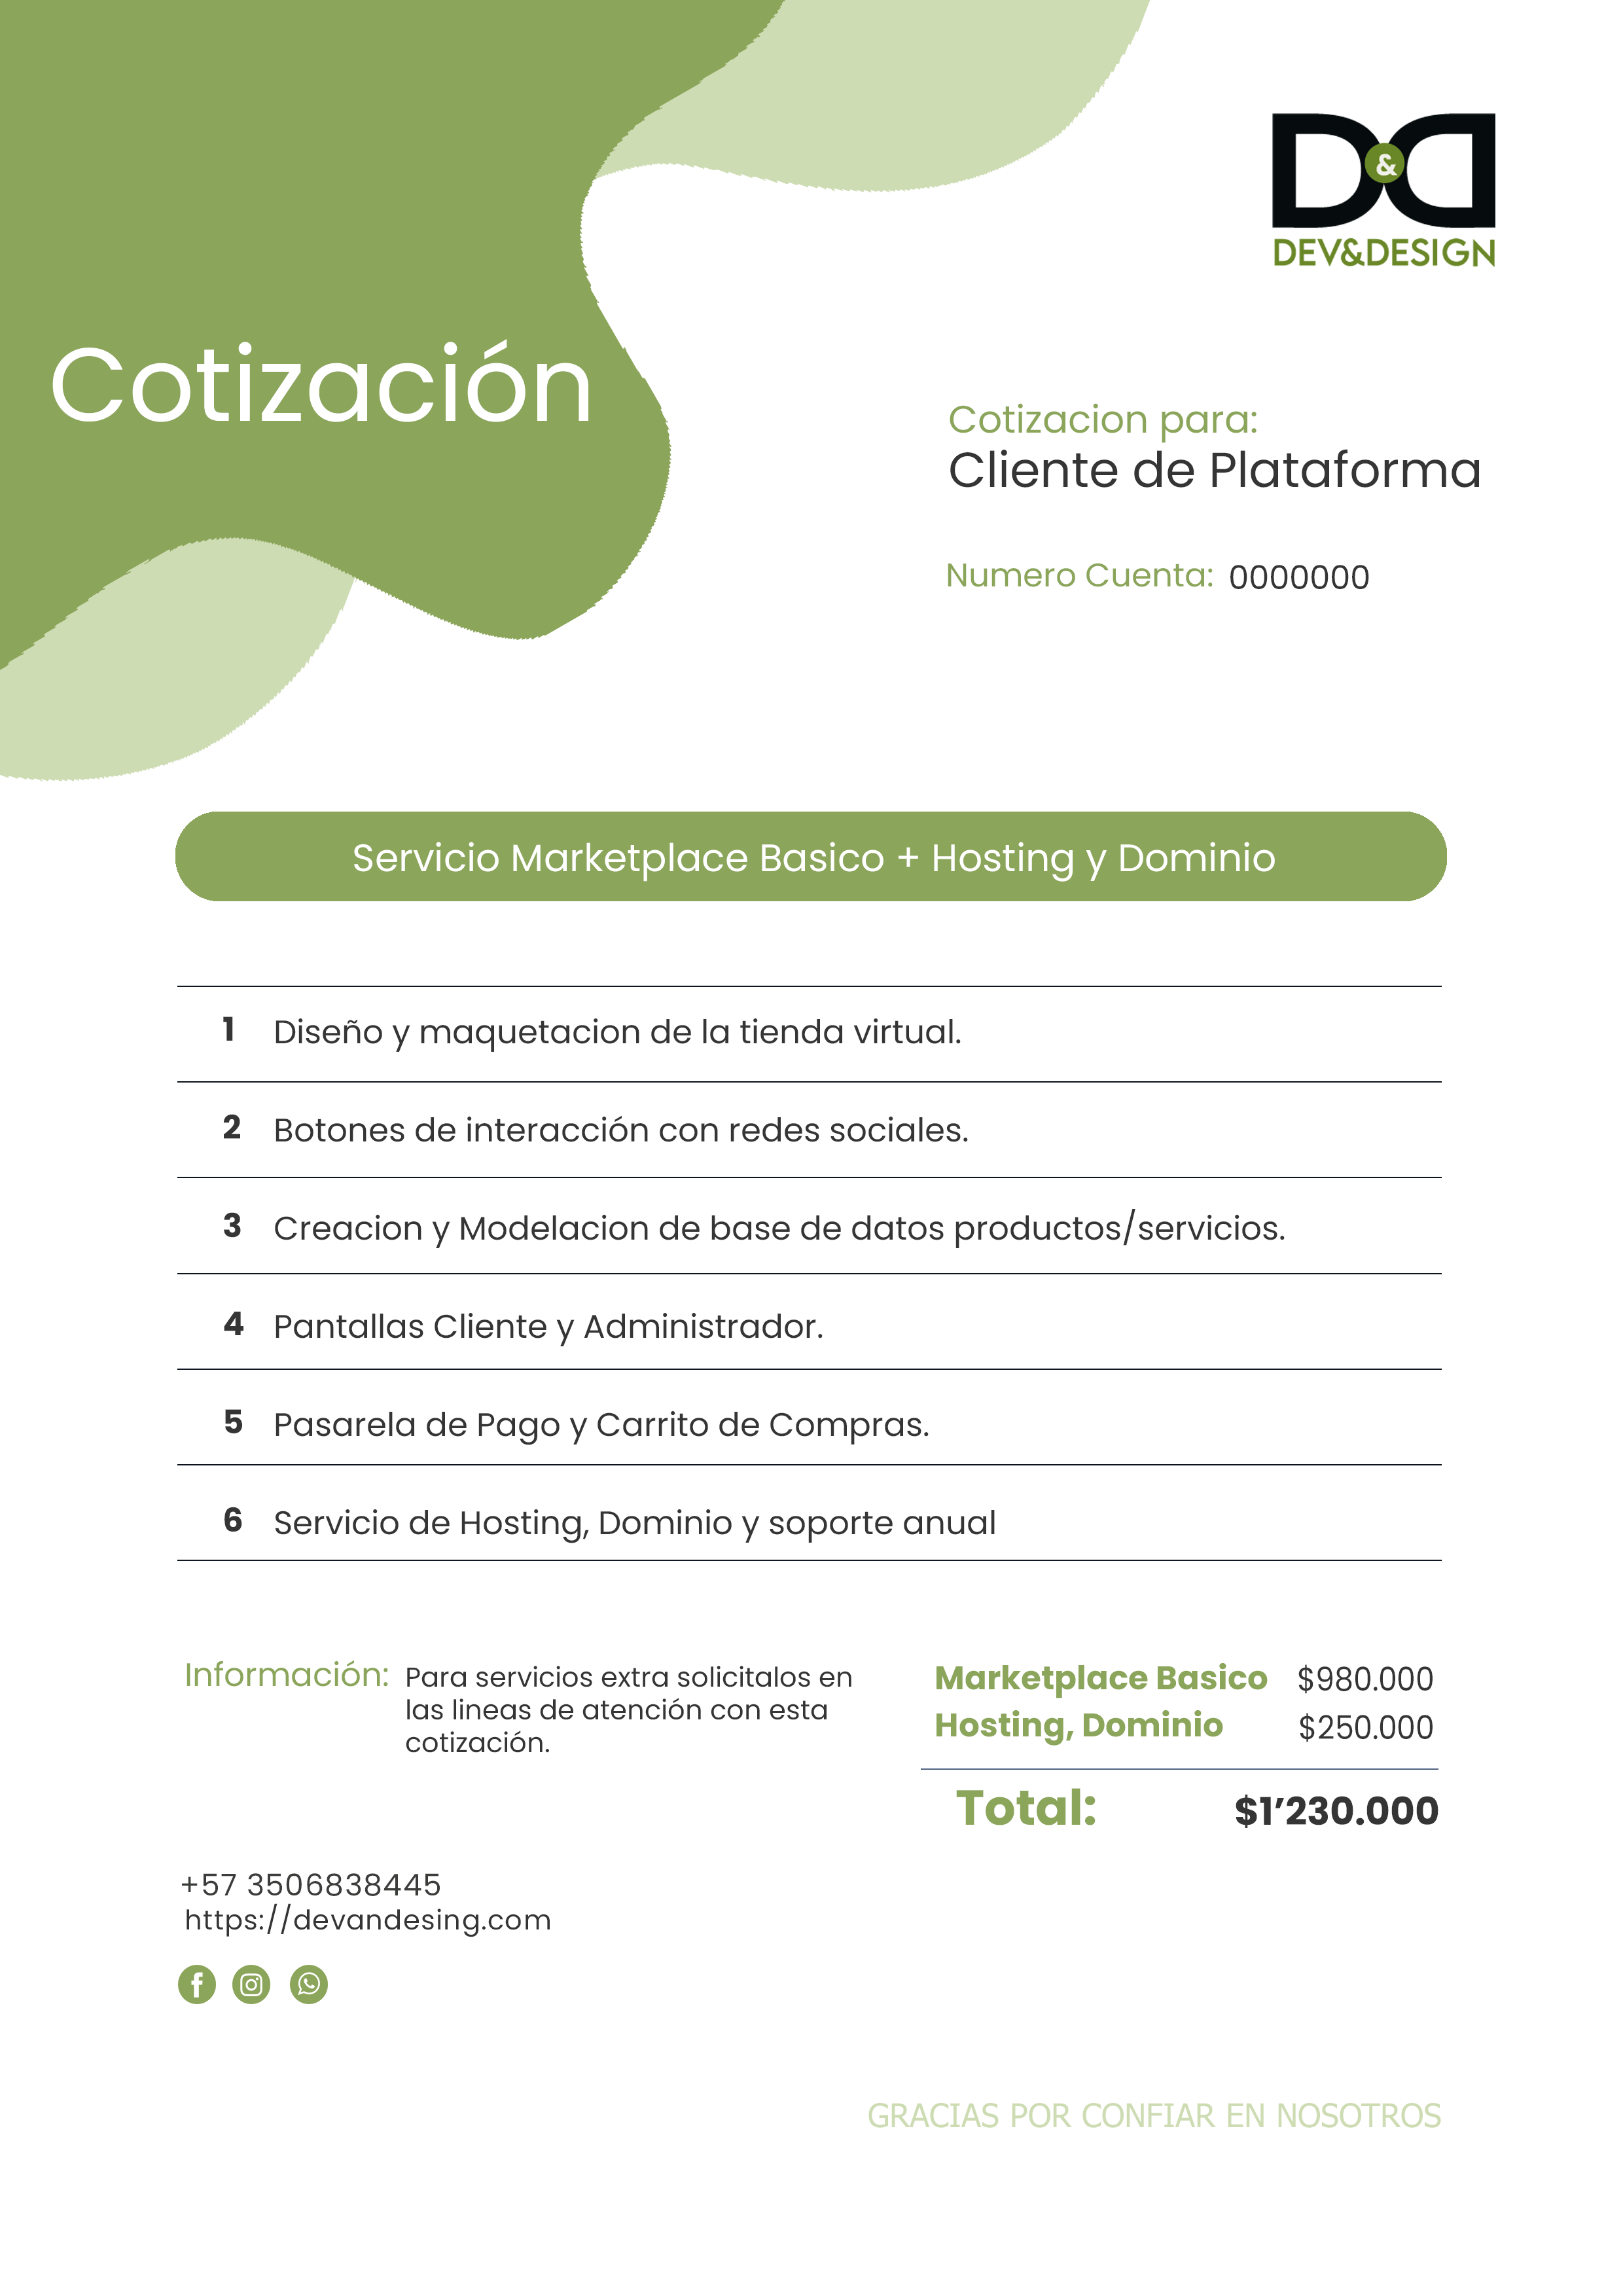 D&D
DEV&DESIGN
Cotización
Cotizacion para:
Cliente de Plataforma
Numero Cuenta: 0000000
Servicio Marketplace Basico + Hosting y Dominio
1 Diseño y maquetacion de la tienda virtual.
2 Botones de interacción con redes sociales.
3 Creacion y Modelacion de base de datos productos/servicios.
4 Pantallas Cliente y Administrador.
5 Pasarela de Pago y Carrito de Compras.
6 Servicio de Hosting, Dominio y soporte anual
Información: Para servicios extra solicitalos en
las lineas de atención con esta
cotización.
Marketplace Basico $980.000
Hosting, Dominio $250.000
Total: $1’230.000
+57 3506838445
https://devandesing.com
GRACIAS POR CONFIAR EN NOSOTROS